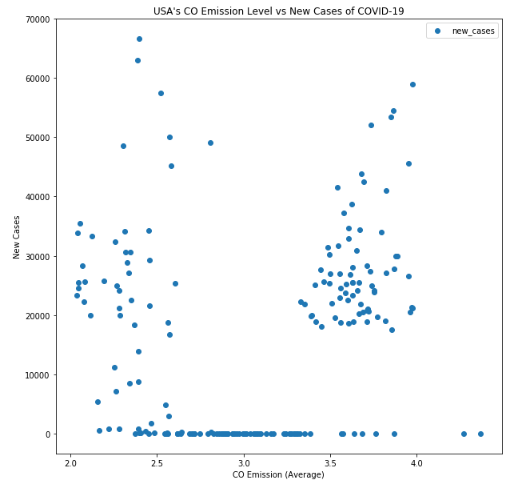 USA's CO Emission Level vs New Cases of COVID-19
new_cases
70000
60000
50000
40000
30000
20000
10000
0
New Cases
2.0 2.5 3.0 3.5 4.0
CO Emission (Average)